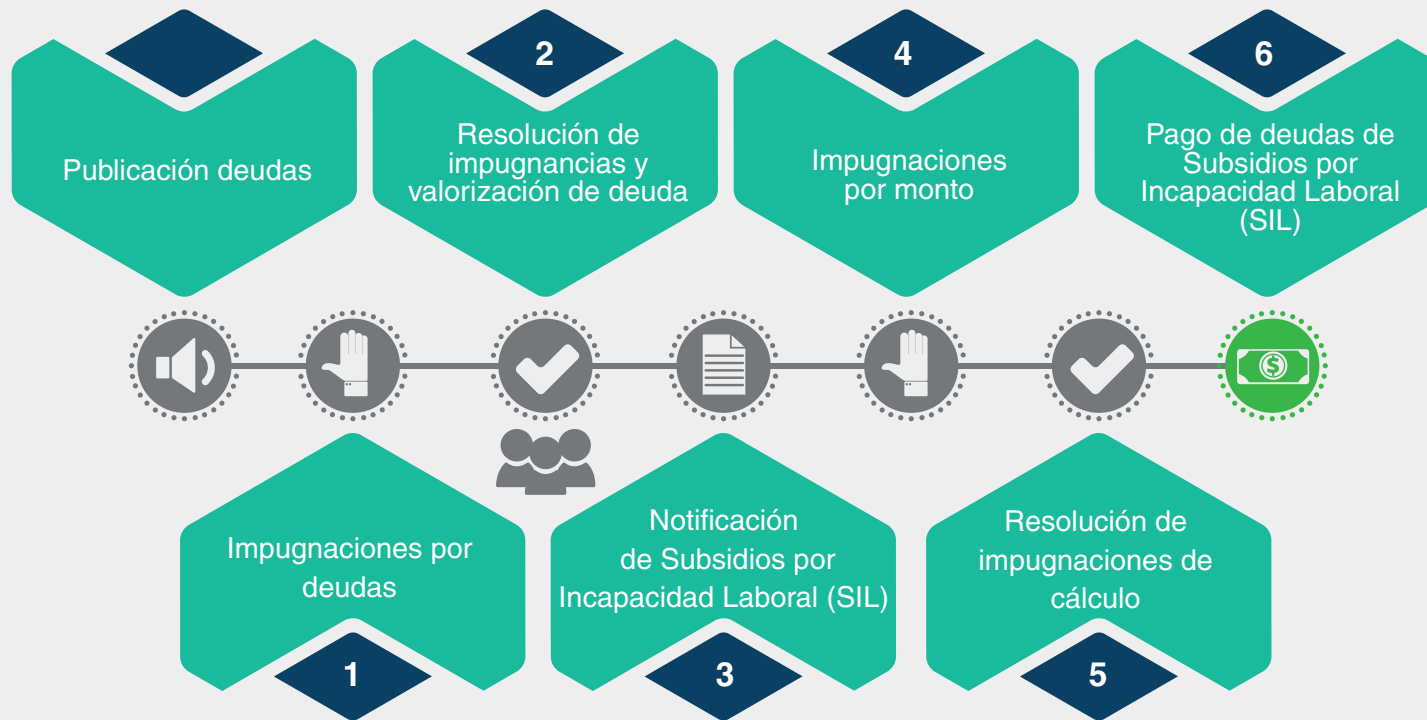 Publicación deudas
2
Resolución de
impugnancias y
valorización de deuda
4
Impugnaciones
por monto
6
Pago de deudas de
Subsidios por
Incapacidad Laboral
(SIL)
Impugnaciones por
deudas
1
Notificación
de Subsidios por
Incapacidad Laboral (SIL)
3
Resolución de
impugnaciones de
cálculo
5